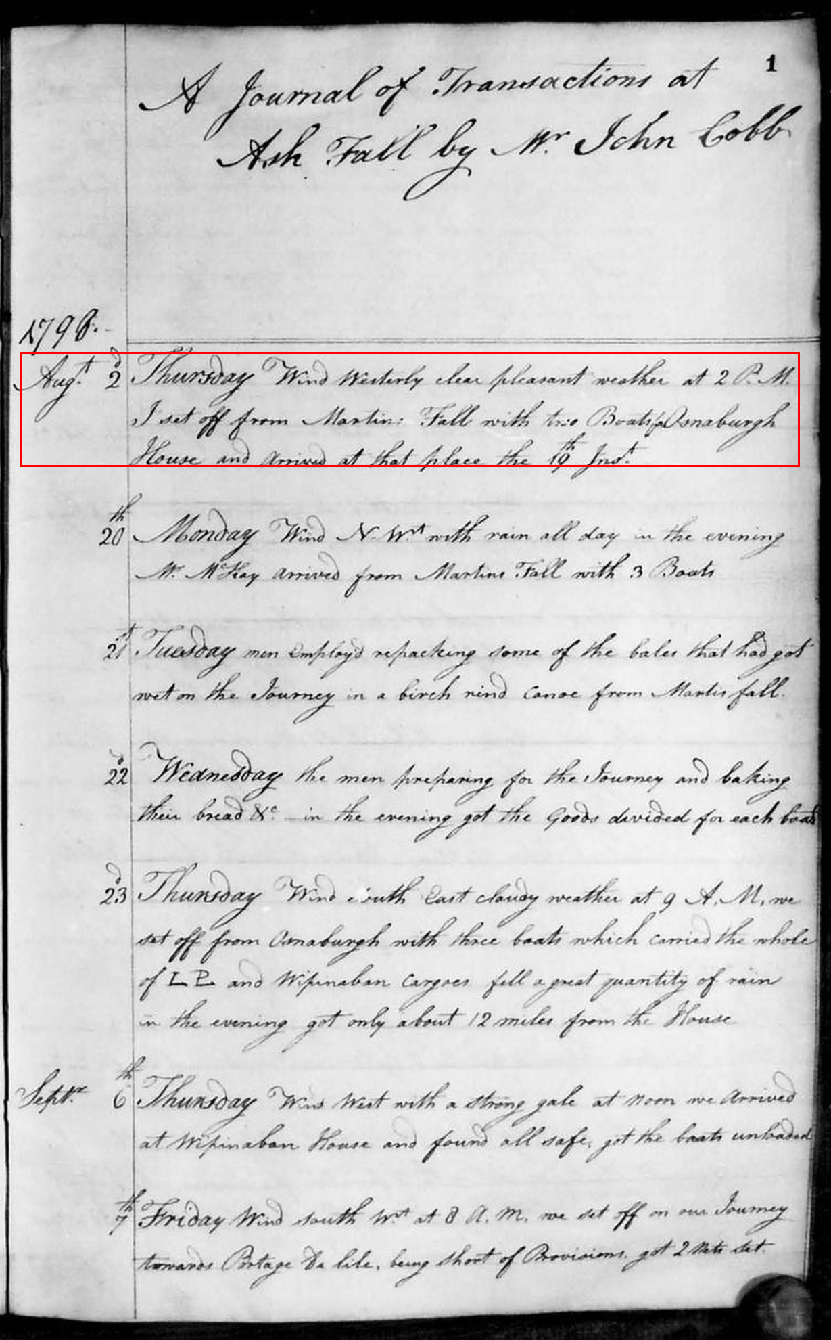 1
A Journal of Transactions at
Ash Fall by Mr John Cobb
1798.
Augt. 2d Thursday Wind Westerly clear pleasant weather at 2 P.M.
I set off from Martins Fall with two Boats for Osnaburgh
House and arrived at that place the 19th Inst.
20th Monday Wind N. Wt with rain all day in the evening
Mr. McKay arrived from Martins Fall with 3 Boats
21st Tuesday men employd repacking some of the bales that had got
wet on the Journey in a birch rind canoe from Martis fall.
22d Wednesday the men preparing for the Journey and baking
their bread &c. in the evening got the Goods divided for each boat
23d Thursday Wind South East cloudy weather at 9 A.M. we
set off from Osnaburgh with three boats which carried the whole
of L P and Wipinaban Cargoes fell a great quantity of rain
in the evening got only about 12 miles from the House
Septr. 6th Thursday Wind West with a strong gale at noon we arrived
at Wipinaban House and found all safe, got the boats unloaded
7th Friday Wind south Wt at 8 A.M. we set off on our Journey
towards Portage De lile, being short of Provisions, got 2 Nets set.